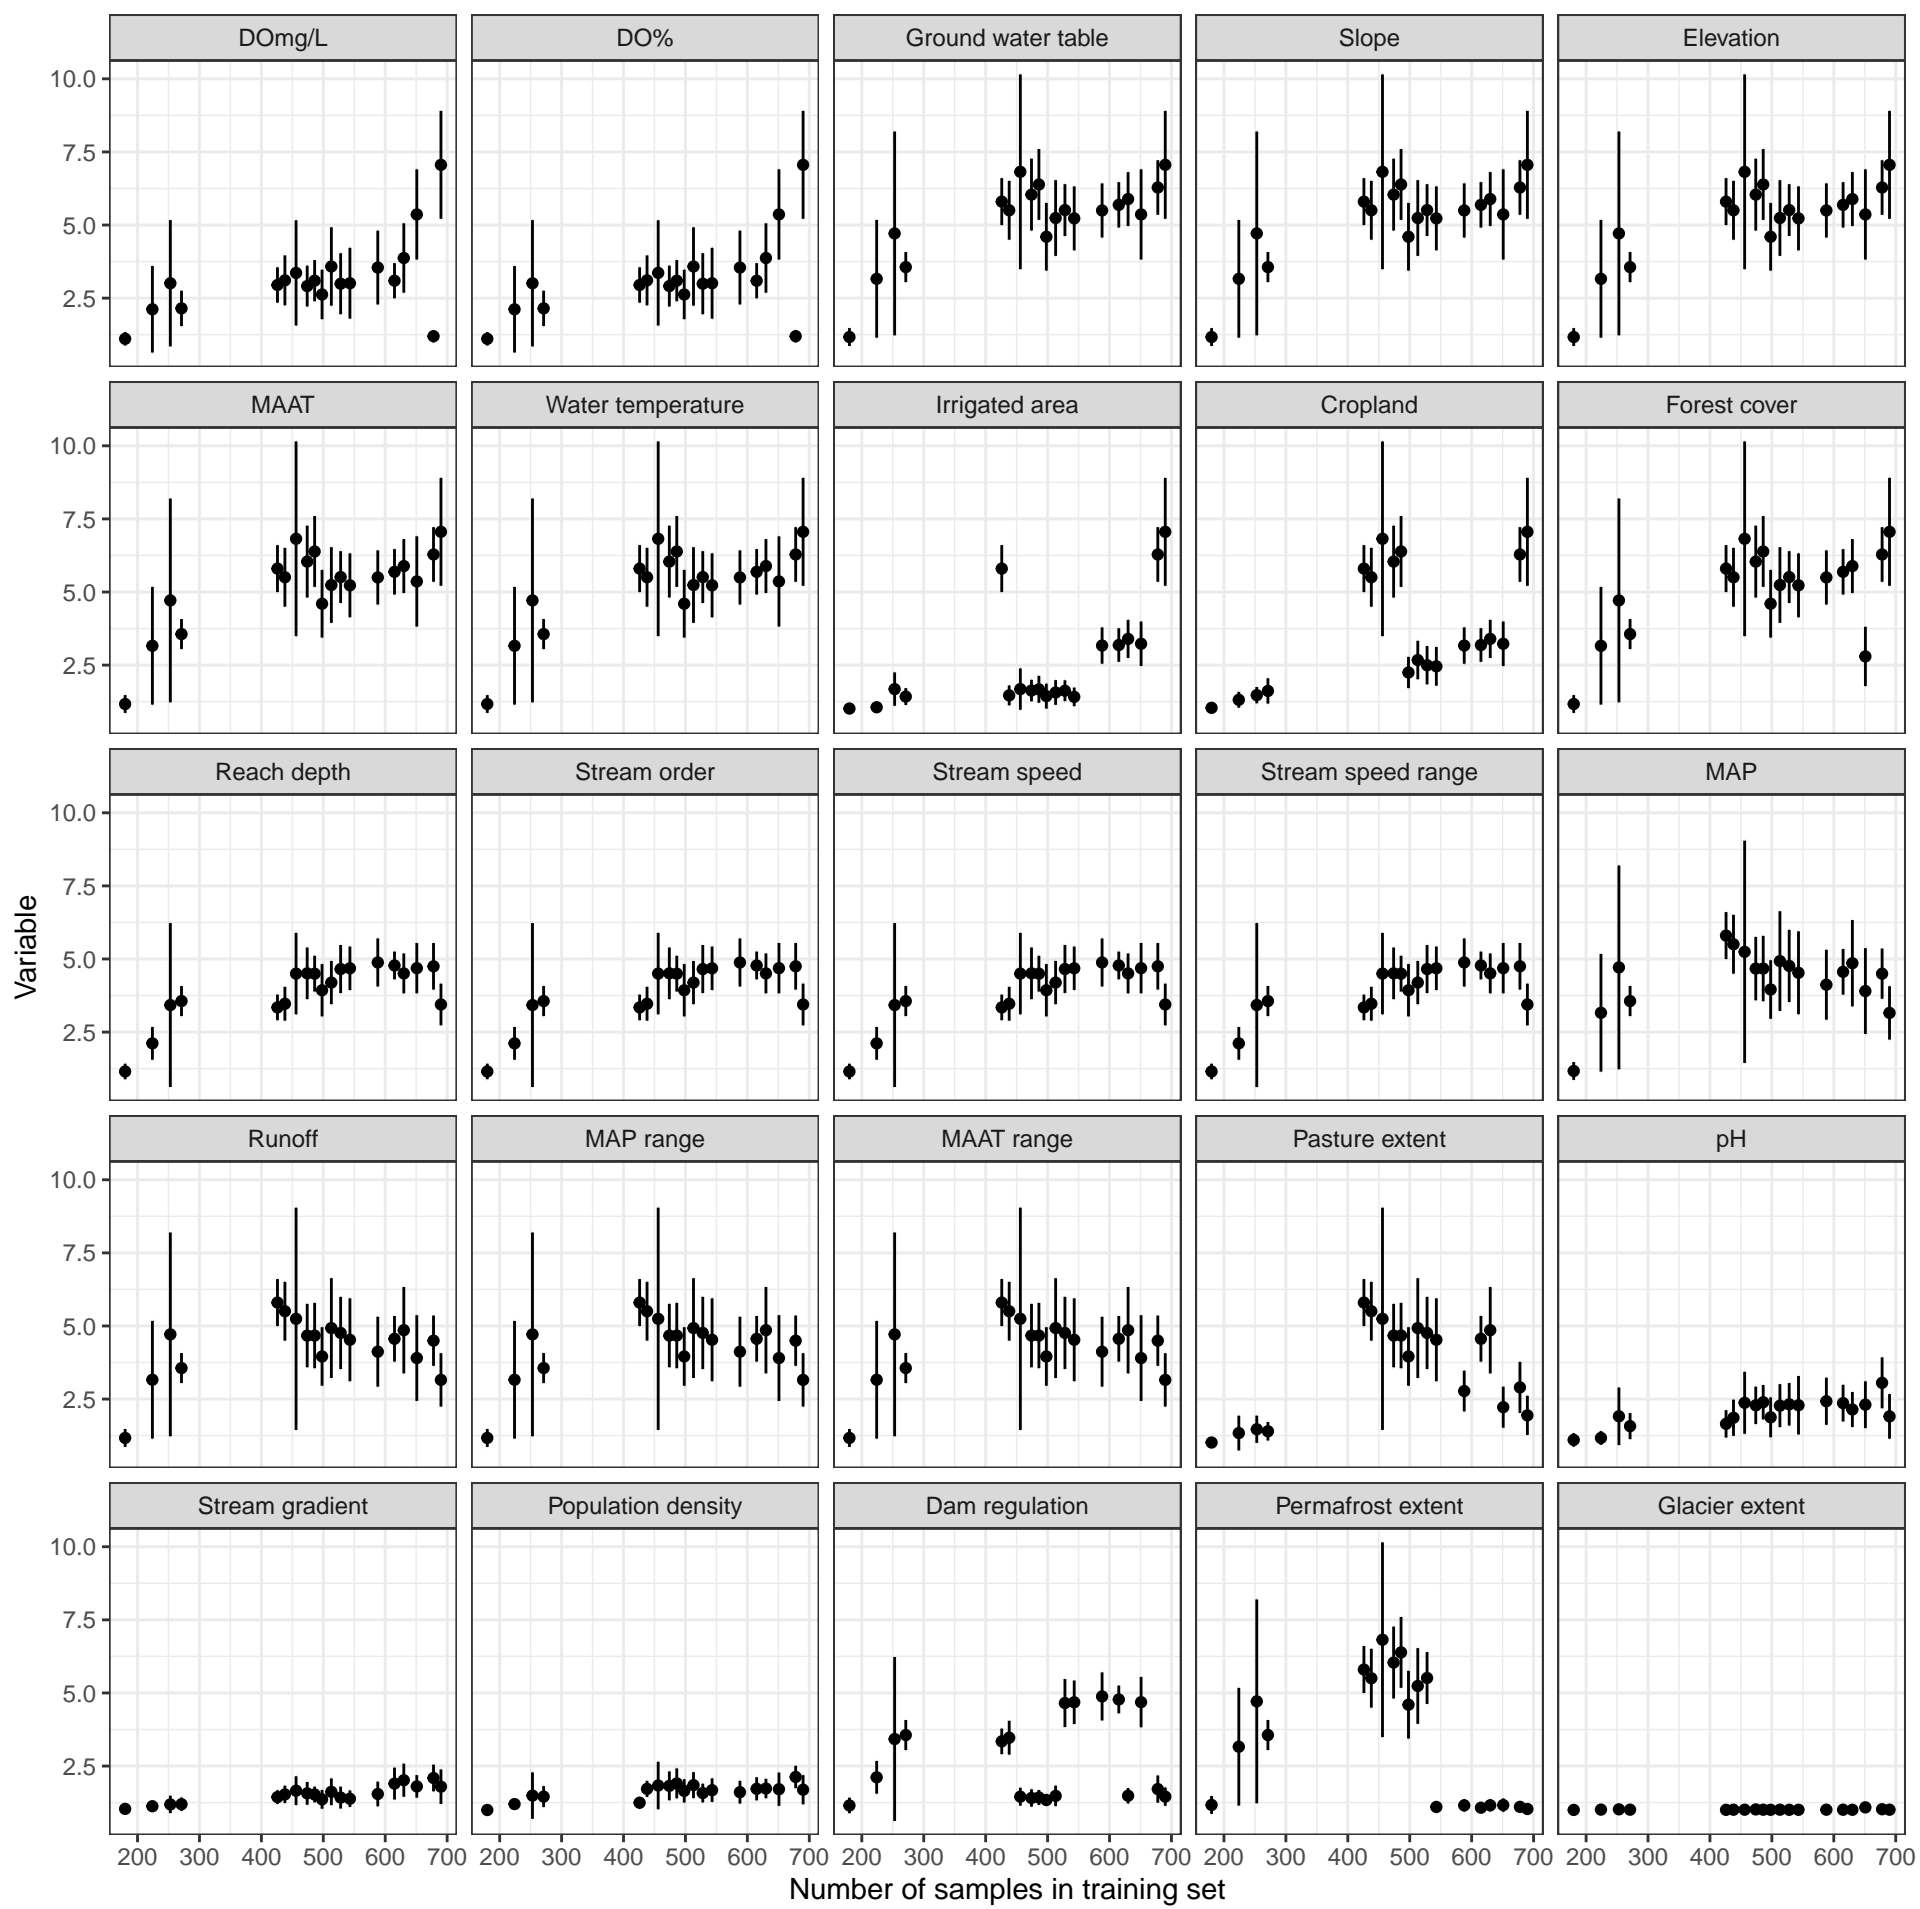 DOmg/L DO% Ground water table Slope Elevation
10.0
7.5
5.0
2.5
MAAT Water temperature Irrigated area Cropland Forest cover
10.0
7.5
5.0
2.5
Reach depth Stream order Stream speed Stream speed range MAP
10.0
7.5
5.0
2.5
Variable
Runoff MAP range MAAT range Pasture extent pH
10.0
7.5
5.0
2.5
Stream gradient Population density Dam regulation Permafrost extent Glacier extent
10.0
7.5
5.0
2.5
200 300 400 500 600 700 200 300 400 500 600 700 200 300 400 500 600 700 200 300 400 500 600 700 200 300 400 500 600 700
Number of samples in training set